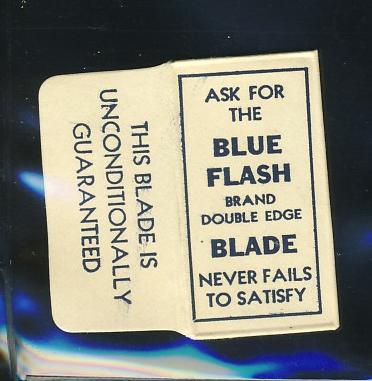 THIS BLADE IS
UNCONDITIONALLY
GUARANTEED
ASK FOR
THE
BLUE
FLASH
BRAND
DOUBLE EDGE
BLADE
NEVER FAILS
TO SATISFY